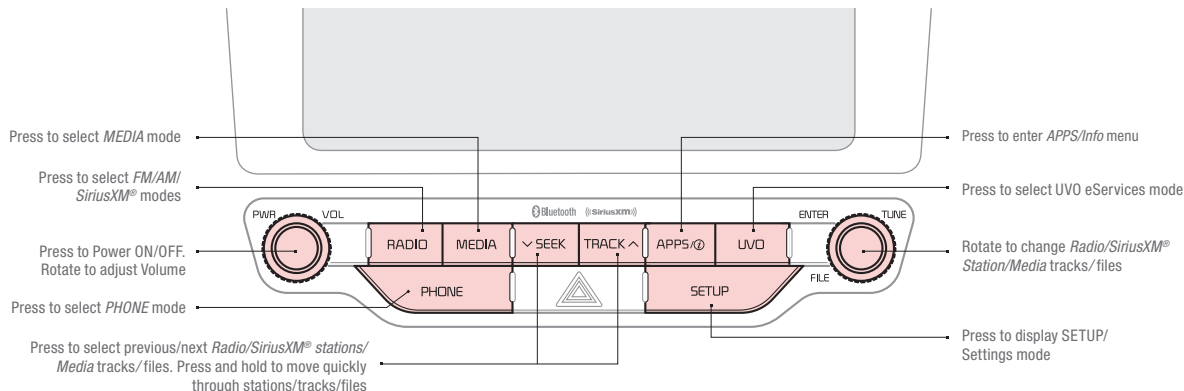 Press to select MEDIA mode
Press to select FM/AM/
SiriusXM® modes
Press to Power ON/OFF.
Rotate to adjust Volume
Press to select PHONE mode
Press to select previous/next Radio/SiriusXM® stations/
Media tracks/files. Press and hold to move quickly
through stations/tracks/files
PWR
VOL
Bluetooth
((SiriusXM))
ENTER
TUNE
RADIO
MEDIA
SEEK
TRACK
APPS/i
UVO
PHONE
SETUP
FILE
Press to enter APPS/Info menu
Press to select UVO eServices mode
Rotate to change Radio/SiriusXM®
Station/Media tracks/files
Press to display SETUP/
Settings mode